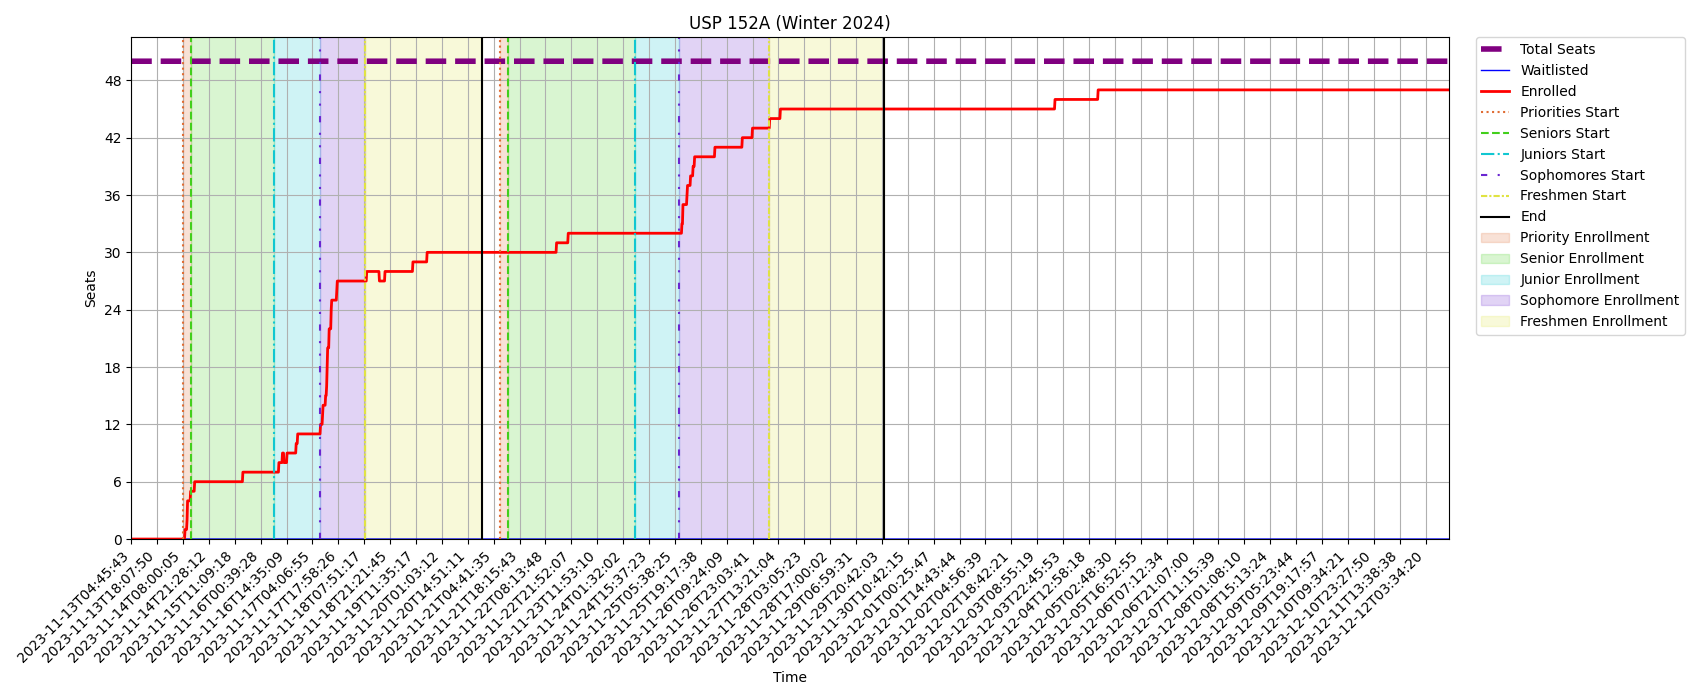 USP 152A (Winter 2024)
Total Seats
Waitlisted
Enrolled
Priorities Start
Seniors Start
Juniors Start
Sophomores Start
Freshmen Start
End
Priority Enrollment
Senior Enrollment
Junior Enrollment
Sophomore Enrollment
Freshmen Enrollment
Seats
48
42
36
30
24
18
12
6
0
2023-11-13T04:45:43
2023-11-13T18:07:50
2023-11-14T08:00:05
2023-11-14T21:28:12
2023-11-15T11:09:18
2023-11-16T00:39:28
2023-11-16T14:35:09
2023-11-17T04:06:55
2023-11-17T17:58:26
2023-11-18T07:51:17
2023-11-18T21:21:45
2023-11-19T11:35:17
2023-11-20T01:03:12
2023-11-20T14:51:11
2023-11-21T04:41:35
2023-11-21T18:15:43
2023-11-22T08:13:48
2023-11-22T21:52:07
2023-11-23T11:53:10
2023-11-24T01:32:02
2023-11-24T15:37:23
2023-11-25T05:38:25
2023-11-25T19:17:38
2023-11-26T09:24:09
2023-11-26T23:03:41
2023-11-27T13:21:04
2023-11-28T03:05:23
2023-11-28T17:00:02
2023-11-29T06:59:31
2023-11-29T20:42:03
2023-11-30T10:42:15
2023-12-01T00:25:47
2023-12-01T14:43:44
2023-12-02T04:56:39
2023-12-02T18:42:21
2023-12-03T08:55:19
2023-12-03T22:45:53
2023-12-04T12:58:18
2023-12-05T02:48:30
2023-12-05T16:52:55
2023-12-06T07:12:34
2023-12-06T21:07:00
2023-12-07T11:15:39
2023-12-08T01:08:10
2023-12-08T15:13:24
2023-12-09T05:23:44
2023-12-09T19:17:57
2023-12-10T09:34:21
2023-12-10T23:27:50
2023-12-11T13:38:38
2023-12-12T03:34:20
Time